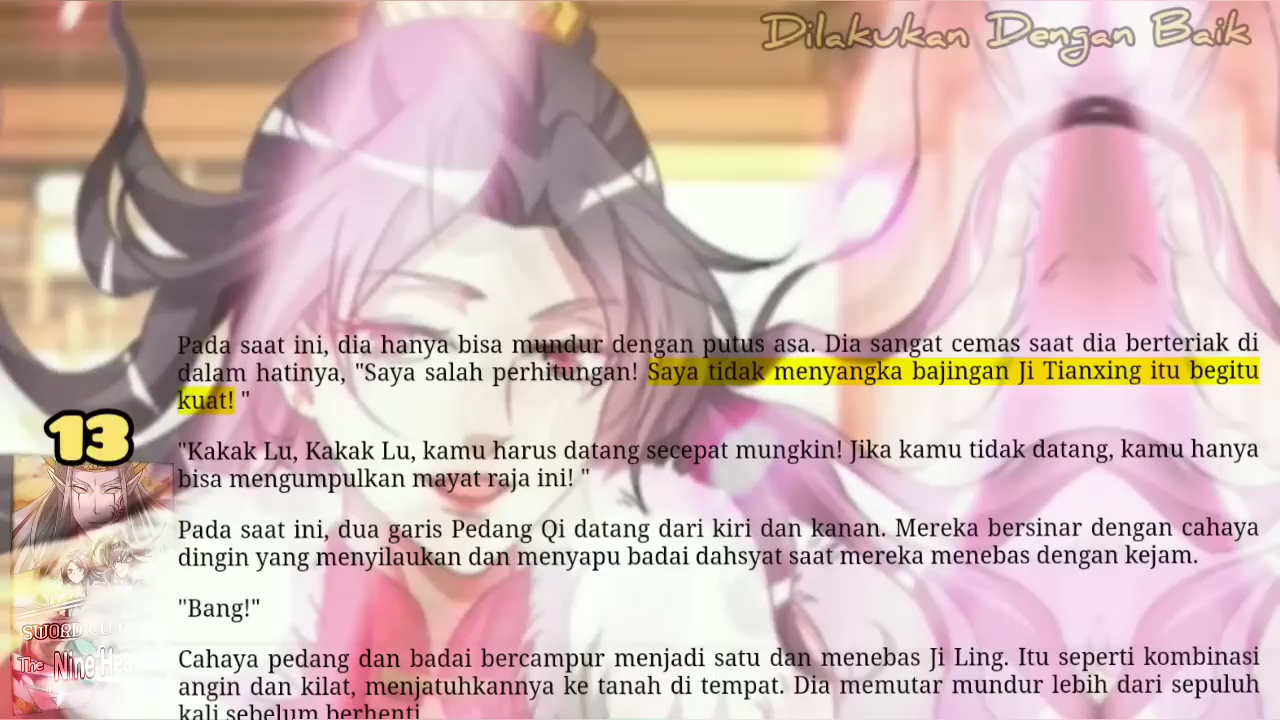 Dilakukan Dengan Baik
Pada saat ini, dia hanya bisa mundur dengan putus asa. Dia sangat cemas saat dia berteriak di
dalam hatinya, "Saya salah perhitungan! Saya tidak menyangka bajingan Ji Tianxing itu begitu
kuat! "
"Kakak Lu, Kakak Lu, kamu harus datang secepat mungkin! Jika kamu tidak datang, kamu hanya
bisa mengumpulkan mayat raja ini! "
Pada saat ini, dua garis Pedang Qi datang dari kiri dan kanan. Mereka bersinar dengan cahaya
dingin yang menyilaukan dan menyapu badai dahsyat saat mereka menebas dengan kejam.
"Bang!"
Cahaya pedang dan badai bercampur menjadi satu dan menebas Ji Ling. Itu seperti kombinasi
angin dan kilat, menjatuhkannya ke tanah di tempat. Dia memutar mundur lebih dari sepuluh
kali sebelum berhenti
13
SWORD
The Nine